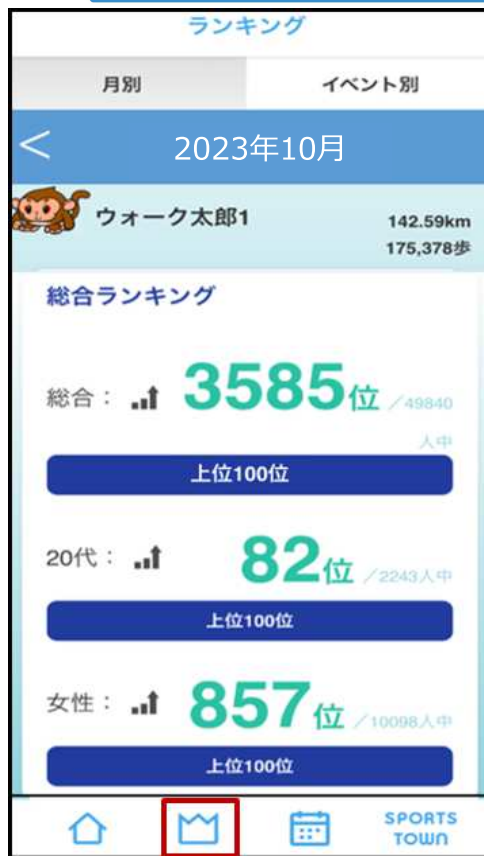 ランキング
月別 イベント別
< 2023年10月
ウォーク太郎1 142.59km
175,378歩
総合ランキング
総合： 3585位 /49840
人中
上位100位
20代： 82位 /2243人中
上位100位
女性： 857位 /10098人中
上位100位
SPORTS
TOWN